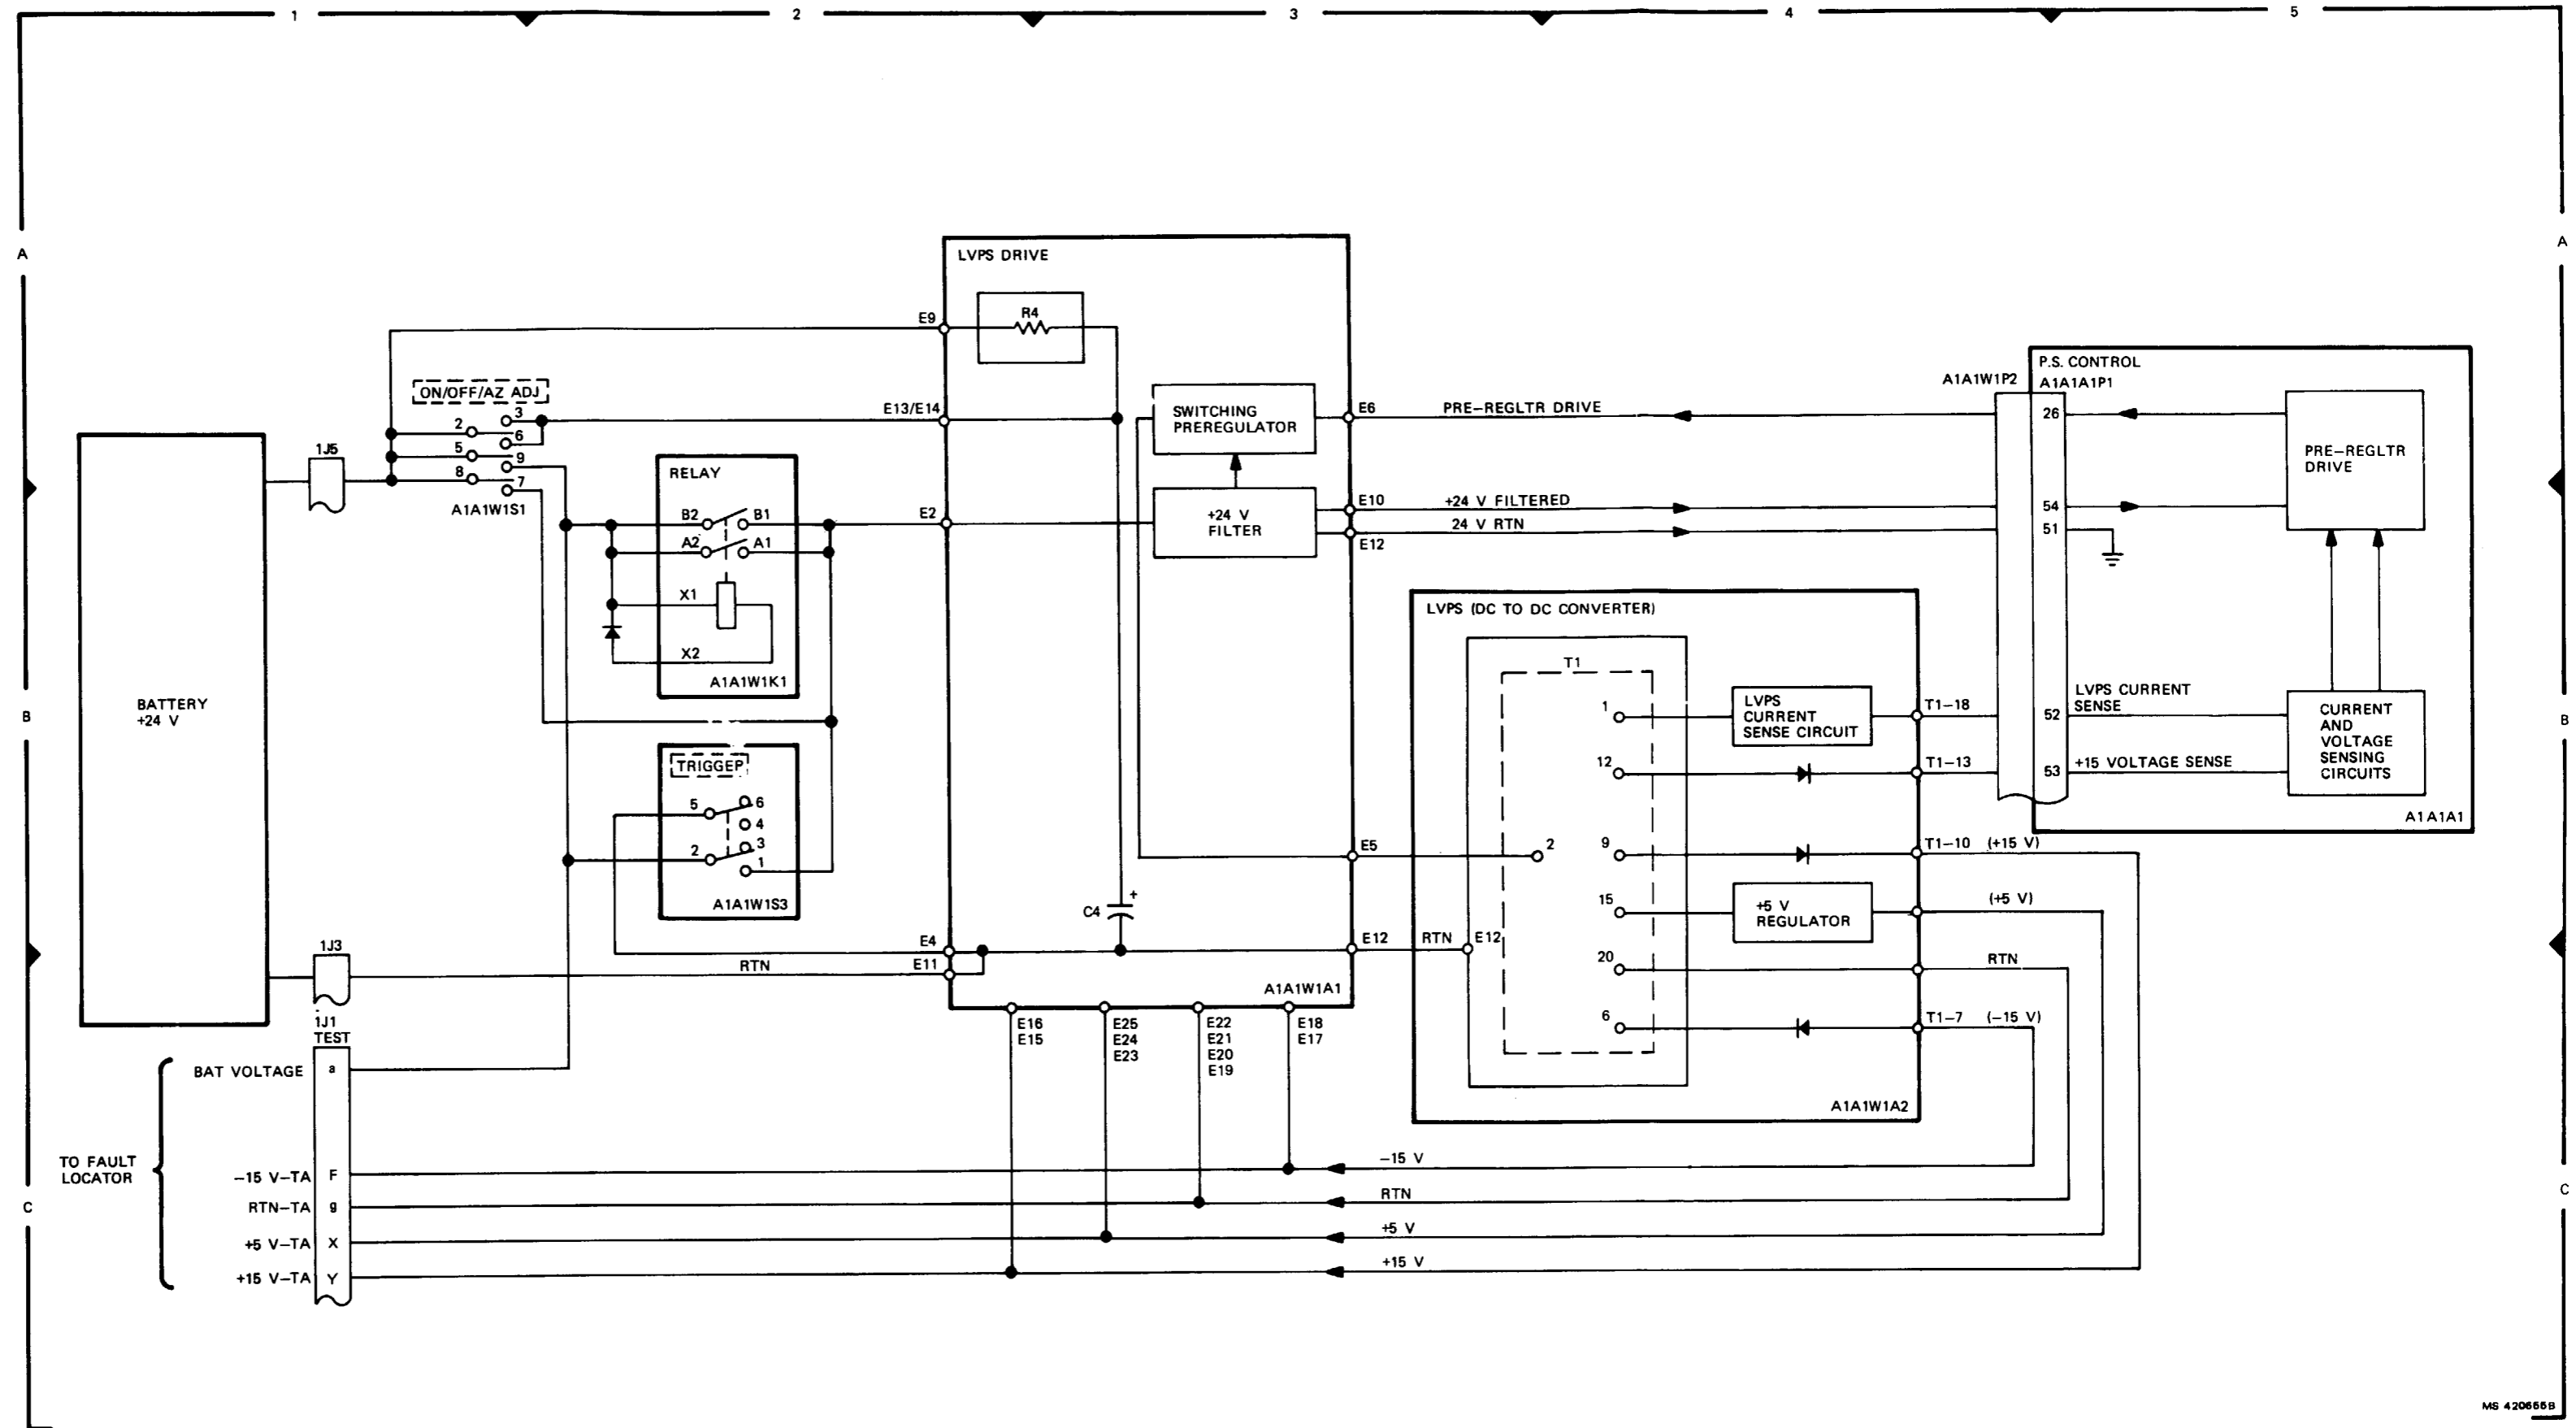 1 2 3 4 5
A A
LVPS DRIVE
R4
E9
ON/OFF/AZ ADJ
E13/E14
2 3
6
5 9
8 7
A1A1W1S1
1J5
BATTERY
+24 V
RELAY
B2 B1
A2 A1
X1
X2
A1A1W1K1
E2
SWITCHING
PREREGULATOR
+24 V
FILTER
E6 PRE-REGLTR DRIVE
E10 +24 V FILTERED
24 V RTN
E12
A1A1W1P2
P.S. CONTROL
A1A1A1P1
26
54
51
PRE-REGLTR
DRIVE
LVPS CURRENT
SENSE
52
53 +15 VOLTAGE SENSE
CURRENT
AND
VOLTAGE
SENSING
CIRCUITS
A1A1A1
B B
TRIGGEP
5 6
4
2 3
1
A1A1W1S3
LVPS (DC TO DC CONVERTER)
T1
1
LVPS
CURRENT
SENSE CIRCUIT
T1-18
12 T1-13
E5 2
9 T1-10 (+15 V)
15
+5 V
REGULATOR
(+5 V)
20 RTN
6 T1-7 (-15 V)
A1A1W1A2
C4 +
E4
E11
E12 RTN E12
A1A1W1A1
1J3
RTN
1J1
TEST
E16
E15
E25
E24
E23
E22
E21
E20
E19
E18
E17
BAT VOLTAGE a
TO FAULT
LOCATOR
-15 V-TA F -15 V
RTN-TA g RTN
+5 V-TA X +5 V
+15 V-TA Y +15 V
C C
MS 420655B